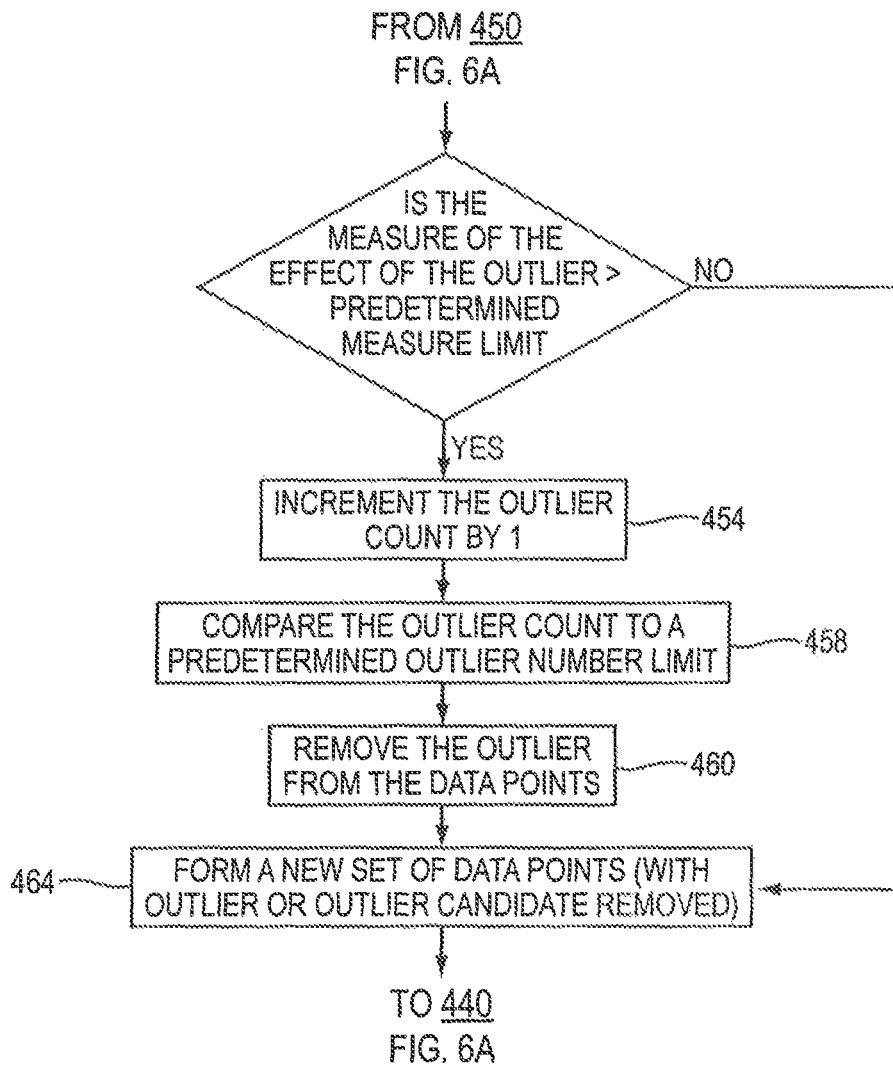 FROM 450
FIG. 6A
IS THE
MEASURE OF THE
EFFECT OF THE OUTLIER >
PREDETERMINED
MEASURE LIMIT
NO
YES
INCREMENT THE OUTLIER
COUNT BY 1
454
COMPARE THE OUTLIER COUNT TO A
PREDETERMINED OUTLIER NUMBER LIMIT
458
REMOVE THE OUTLIER
FROM THE DATA POINTS
460
464
FORM A NEW SET OF DATA POINTS (WITH
OUTLIER OR OUTLIER CANDIDATE REMOVED)
TO 440
FIG. 6A